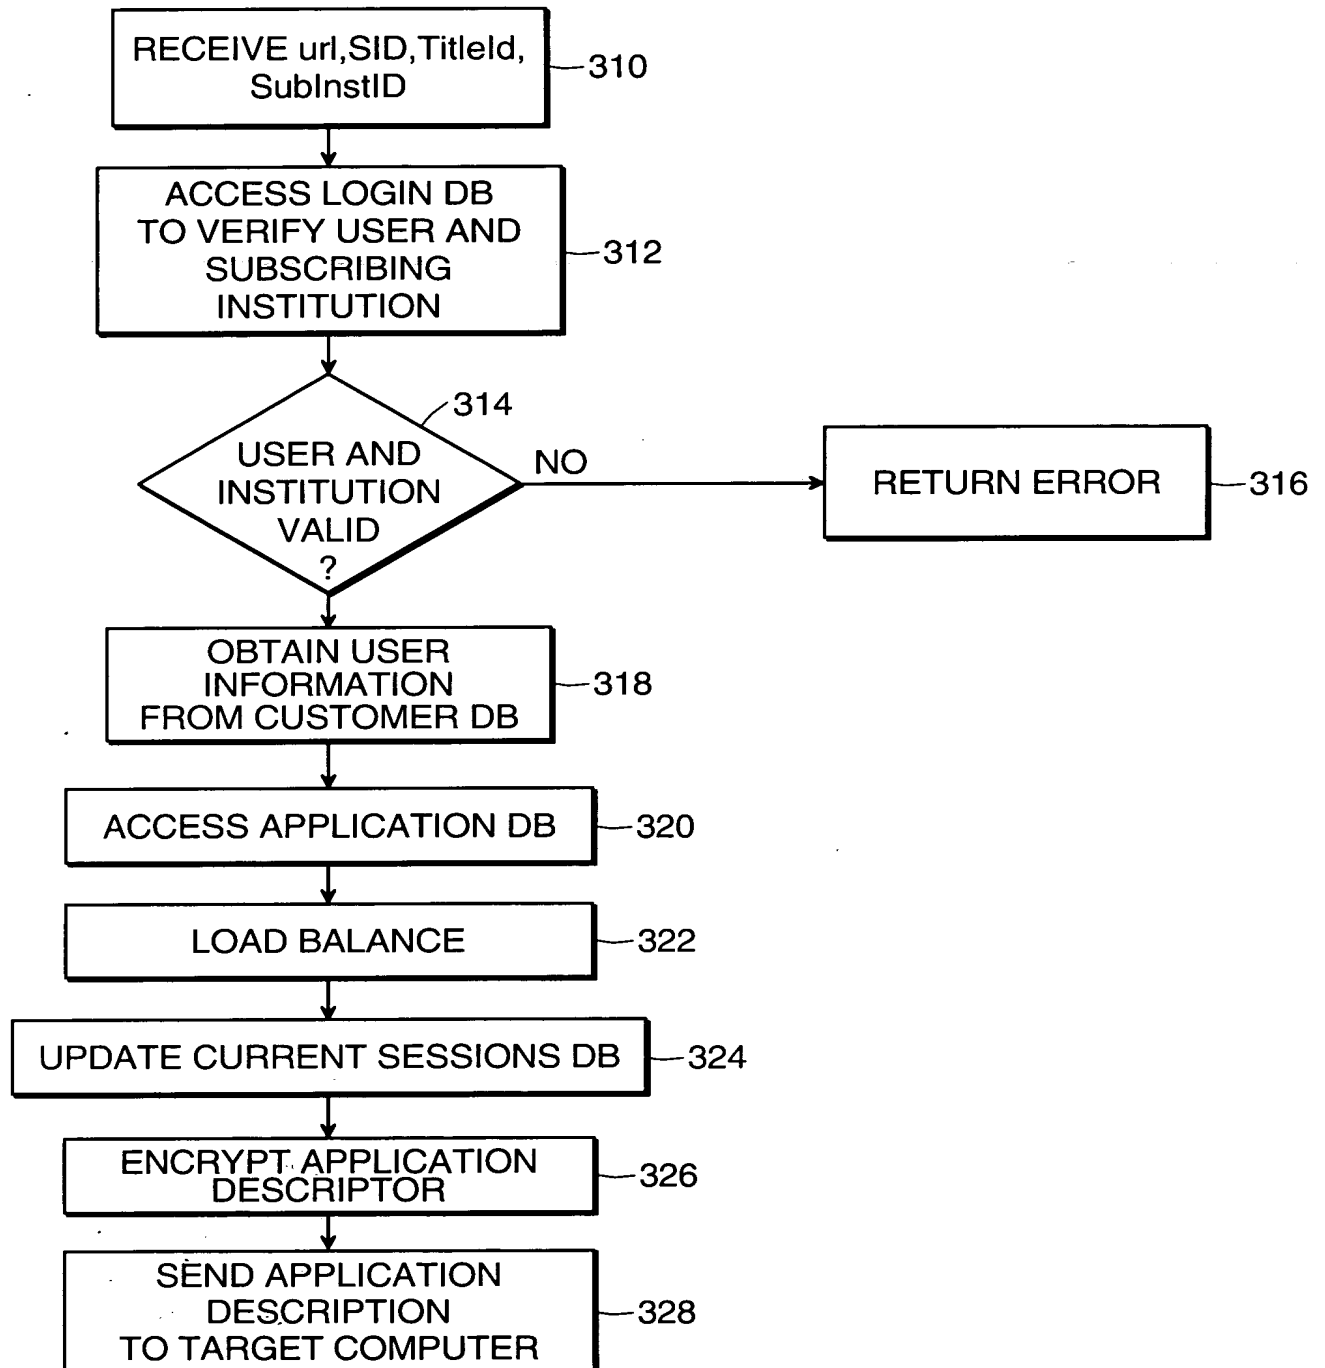 RECEIVE url,SID,TitleId,
SubInstID
310
ACCESS LOGIN DB
TO VERIFY USER AND
SUBSCRIBING
INSTITUTION
312
314
USER AND
INSTITUTION
VALID
?
NO
RETURN ERROR
316
OBTAIN USER
INFORMATION
FROM CUSTOMER DB
318
ACCESS APPLICATION DB
320
LOAD BALANCE
322
UPDATE CURRENT SESSIONS DB
324
ENCRYPT APPLICATION
DESCRIPTOR
326
SEND APPLICATION
DESCRIPTION
TO TARGET COMPUTER
328